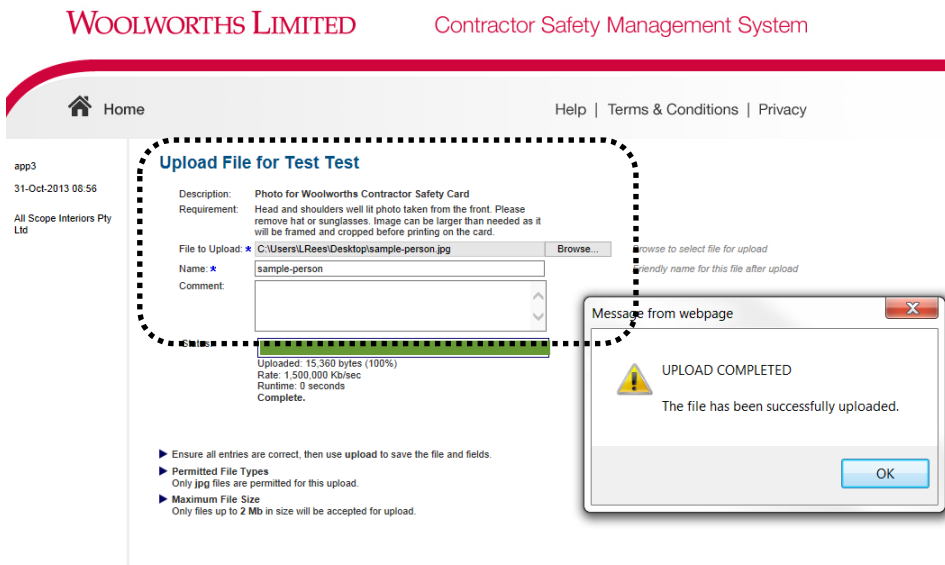 WOOLWORTHS LIMITED
Contractor Safety Management System
Home
Help | Terms & Conditions | Privacy
app3
31-Oct-2013 08:56
All Scope Interiors Pty
Ltd
Upload File for Test Test
Description: Photo for Woolworths Contractor Safety Card
Requirement: Head and shoulders well lit photo taken from the front. Please
remove hat or sunglasses. Image can be larger than needed as it
will be framed and cropped before printing on the card.
File to Upload: * C:\Users\LRees\Desktop\sample-person.jpg Browse... Browse to select file for upload
Name: * sample-person Friendly name for this file after upload
Comment:
Status:
Uploaded: 15,360 bytes (100%)
Rate: 1,500,000 Kb/sec
Runtime: 0 seconds
Complete.
Message from webpage
UPLOAD COMPLETED
The file has been successfully uploaded.
OK
Ensure all entries are correct, then use upload to save the file and fields.
Permitted File Types
Only jpg files are permitted for this upload.
Maximum File Size
Only files up to 2 Mb in size will be accepted for upload.